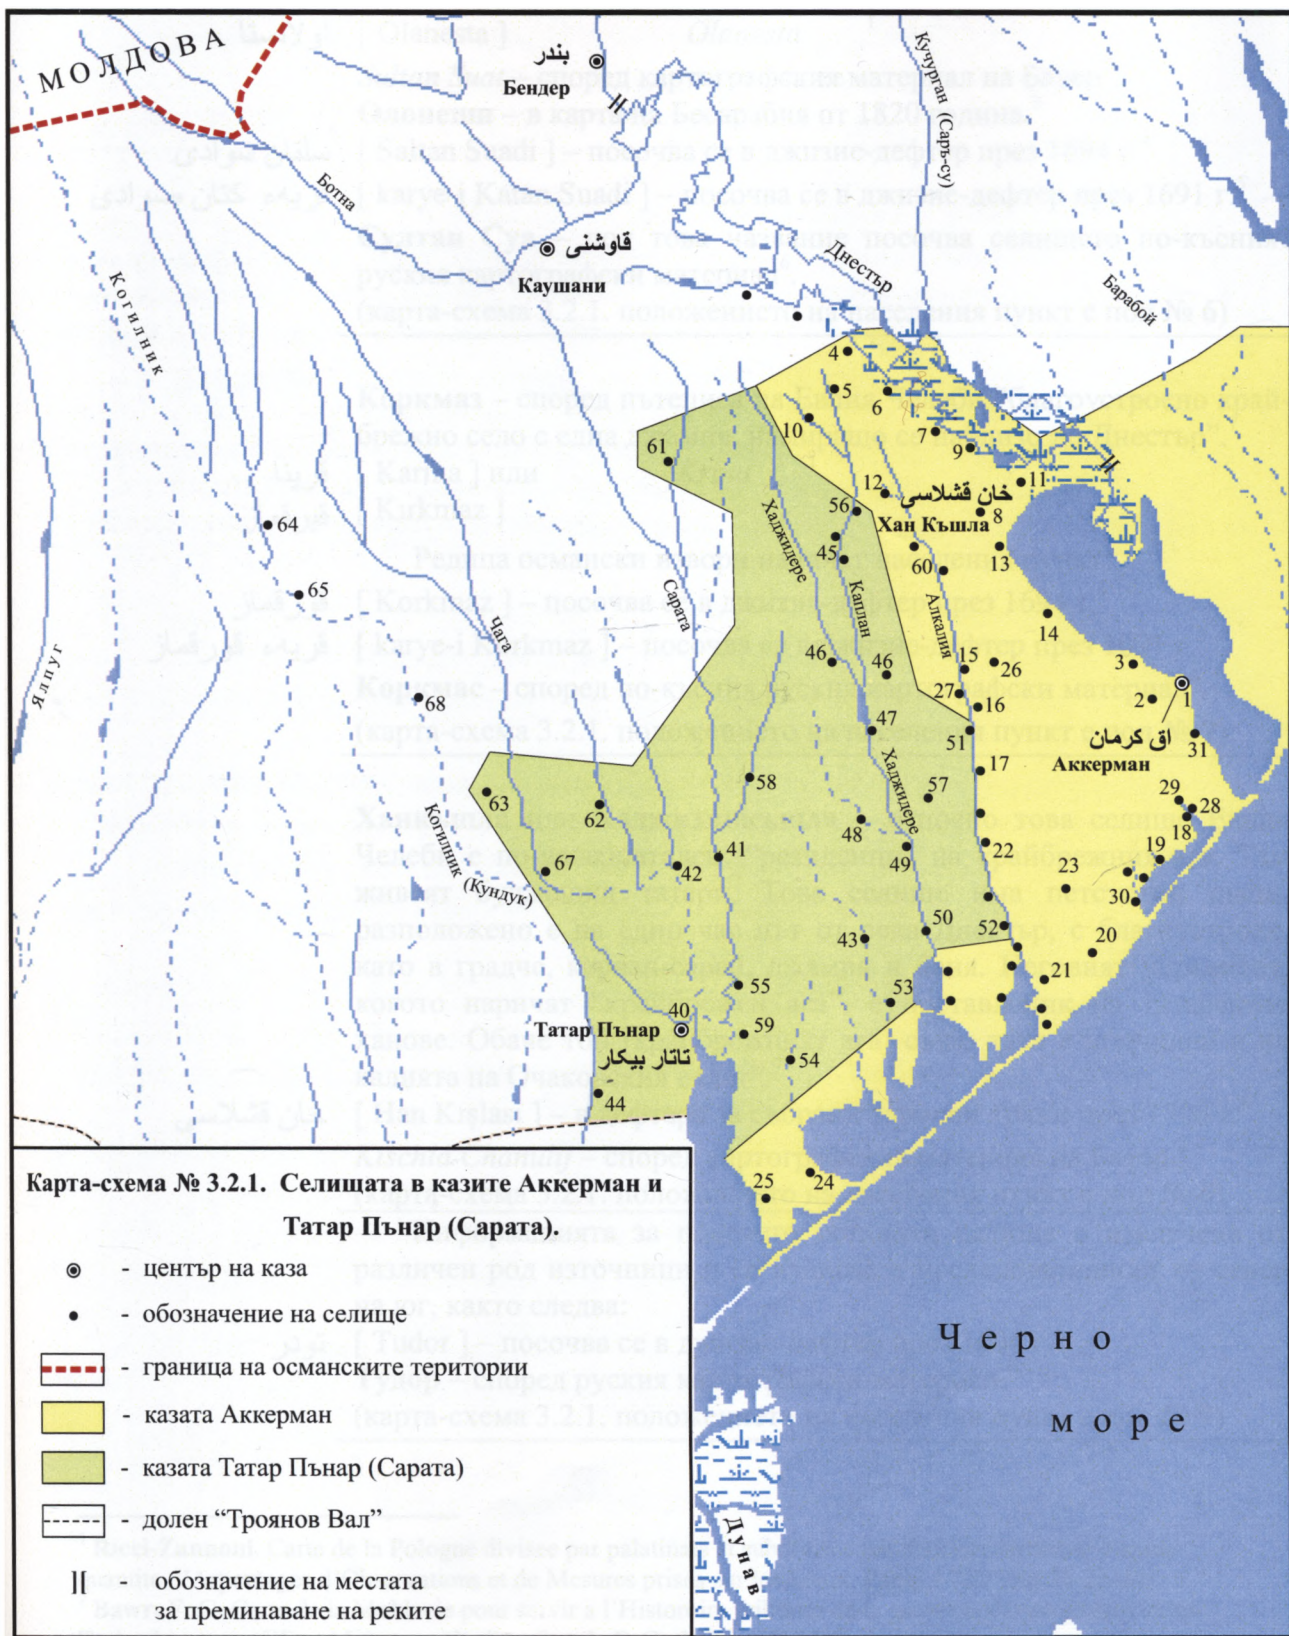 МОЛДОВА
بندر
Бендер
Кучурган (Саръ-су)
Ботна
قاوشنى
Каушани
Днестър
Барабой
Когилник
4
5
6
7
10
9
61
11
12
خان قشلاسى
Хан Къшла
8
56
64
Хаджидере
45
13
60
65
Сарата
Каплан
Алкалия
Чага
14
Ялпуг
46
46
15
26
3
68
27
16
2
1
47
51
31
آق كرمان
Аккерман
17
58
Хаджидере
57
63
62
29
28
48
18
Когилник (Кундук)
41
22
19
67
42
49
23
30
50
52
43
20
21
55
53
40
Татар Пънар
59
تاتار بيكار
54
44
24
25
Карта-схема № 3.2.1. Селищата в казите Аккерман и
Татар Пънар (Сарата).
- център на каза
- обозначение на селище
- граница на османските територии
- казата Аккерман
- казата Татар Пънар (Сарата)
- долен “Троянов Вал”
- обозначение на местата
за преминаване на реките
Черно
море
Дунав